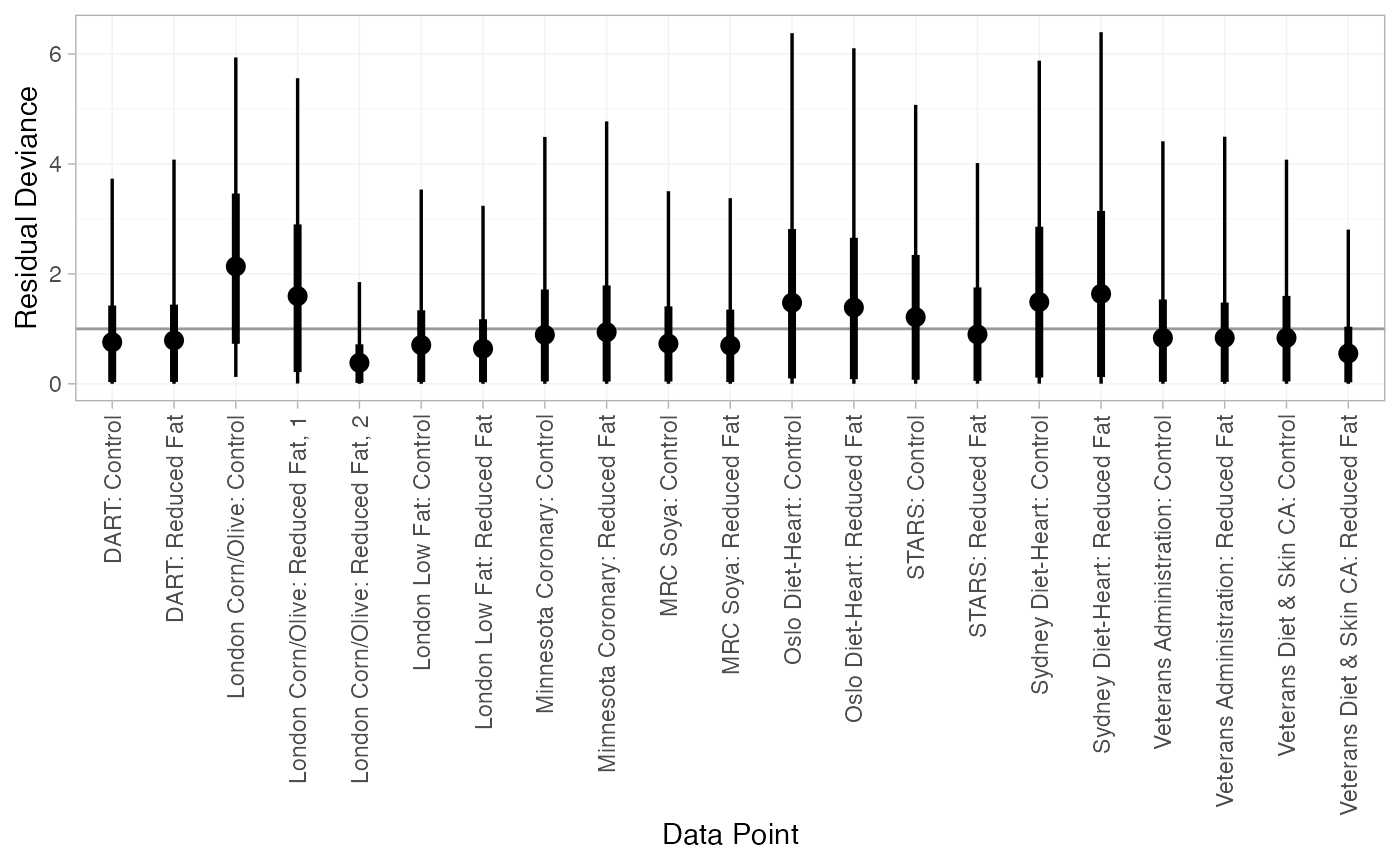 Residual Deviance
6
4
2
0
DART: Control
DART: Reduced Fat
London Corn/Olive: Control
London Corn/Olive: Reduced Fat, 1
London Corn/Olive: Reduced Fat, 2
London Low Fat: Control
London Low Fat: Reduced Fat
Minnesota Coronary: Control
Minnesota Coronary: Reduced Fat
MRC Soya: Control
MRC Soya: Reduced Fat
Oslo Diet-Heart: Control
Oslo Diet-Heart: Reduced Fat
STARS: Control
STARS: Reduced Fat
Sydney Diet-Heart: Control
Sydney Diet-Heart: Reduced Fat
Veterans Administration: Control
Veterans Administration: Reduced Fat
Veterans Diet & Skin CA: Control
Veterans Diet & Skin CA: Reduced Fat
Data Point